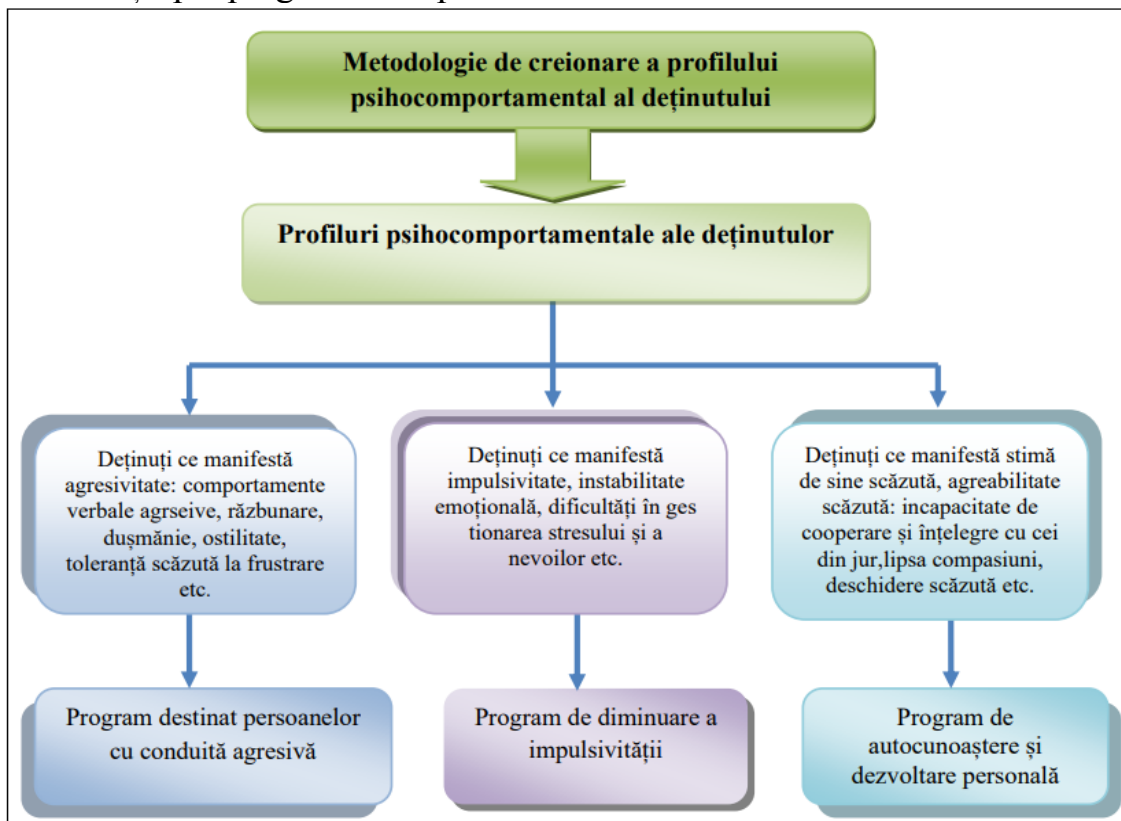 Metodologie de creionare a profilului
psihocomportamental al deținutului
Profiluri psihocomportamentale ale deținutulor
Deținuți ce manifestă
agresivitate: comportamente
verbale agrseive, răzbunare,
dușmănie, ostilitate,
toleranță scăzută la frustrare
etc.
Deținuți ce manifestă
impulsivitate, instabilitate
emoțională, dificultăți în ges
tionarea stresului și a
nevoilor etc.
Deținuți ce manifestă stimă
de sine scăzută, agreabilitate
scăzută: incapacitate de
cooperare și înțelegre cu cei
din jur,lipsa compasiuni,
deschidere scăzută etc.
Program destinat persoanelor
cu conduită agresivă
Program de diminuare a
impulsivității
Program de
autocunoaștere și
dezvoltare personală